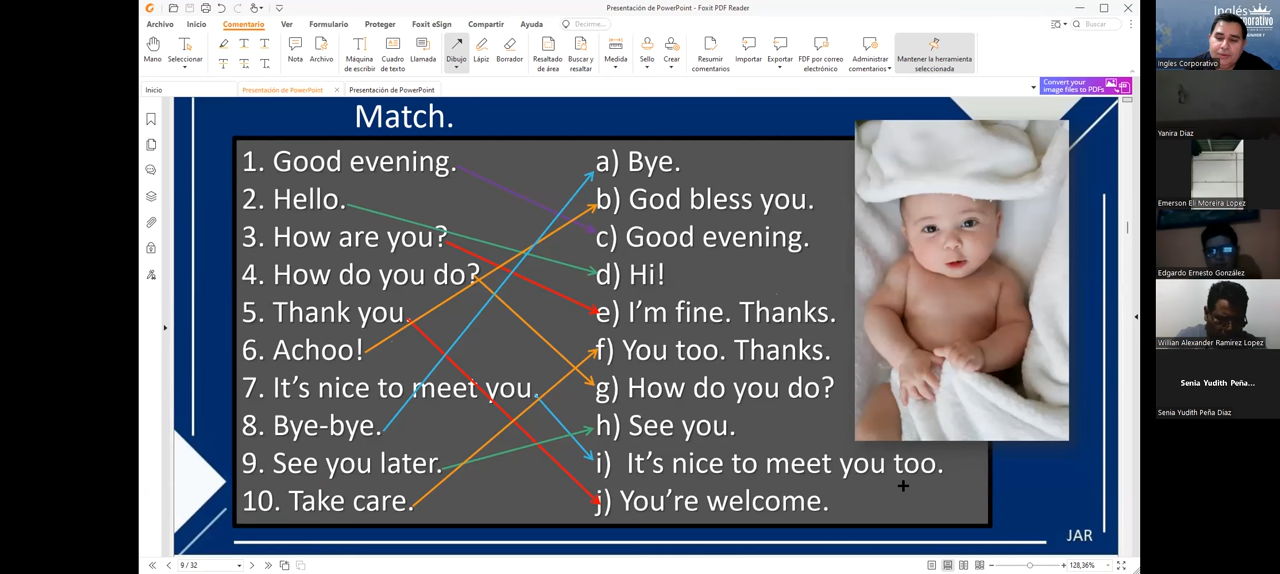 Presentación de PowerPoint - Foxit PDF Reader
Archivo Inicio Comentario Ver Formulario Proteger Foxit eSign Compartir Ayuda Decirme... Buscar
Mano Seleccionar Nota Archivo Máquina de escribir Cuadro de texto Llamada Dibujo Lápiz Borrador Resaltado de área Buscar y resaltar Medida Sello Crear Resumir comentarios Importar Exportar PDF por correo electrónico Administrar comentarios Mantener la herramienta seleccionada
Inicio Presentación de PowerPoint Presentación de PowerPoint
Convert your image files to PDFs
Match.
1. Good evening.
2. Hello.
3. How are you?
4. How do you do?
5. Thank you.
6. Achoo!
7. It's nice to meet you.
8. Bye-bye.
9. See you later.
10. Take care.
a) Bye.
b) God bless you.
c) Good evening.
d) Hi!
e) I'm fine. Thanks.
f) You too. Thanks.
g) How do you do?
h) See you.
i) It's nice to meet you too.
j) You're welcome.
JAR
9 / 32
128,36%
Inglés
Ingles Corporativo
Yanira Diaz
Emerson Eli Moreira Lopez
Edgardo Ernesto González
Willian Alexander Ramirez Lopez
Senia Yudith Peña...
Senia Yudith Peña Diaz